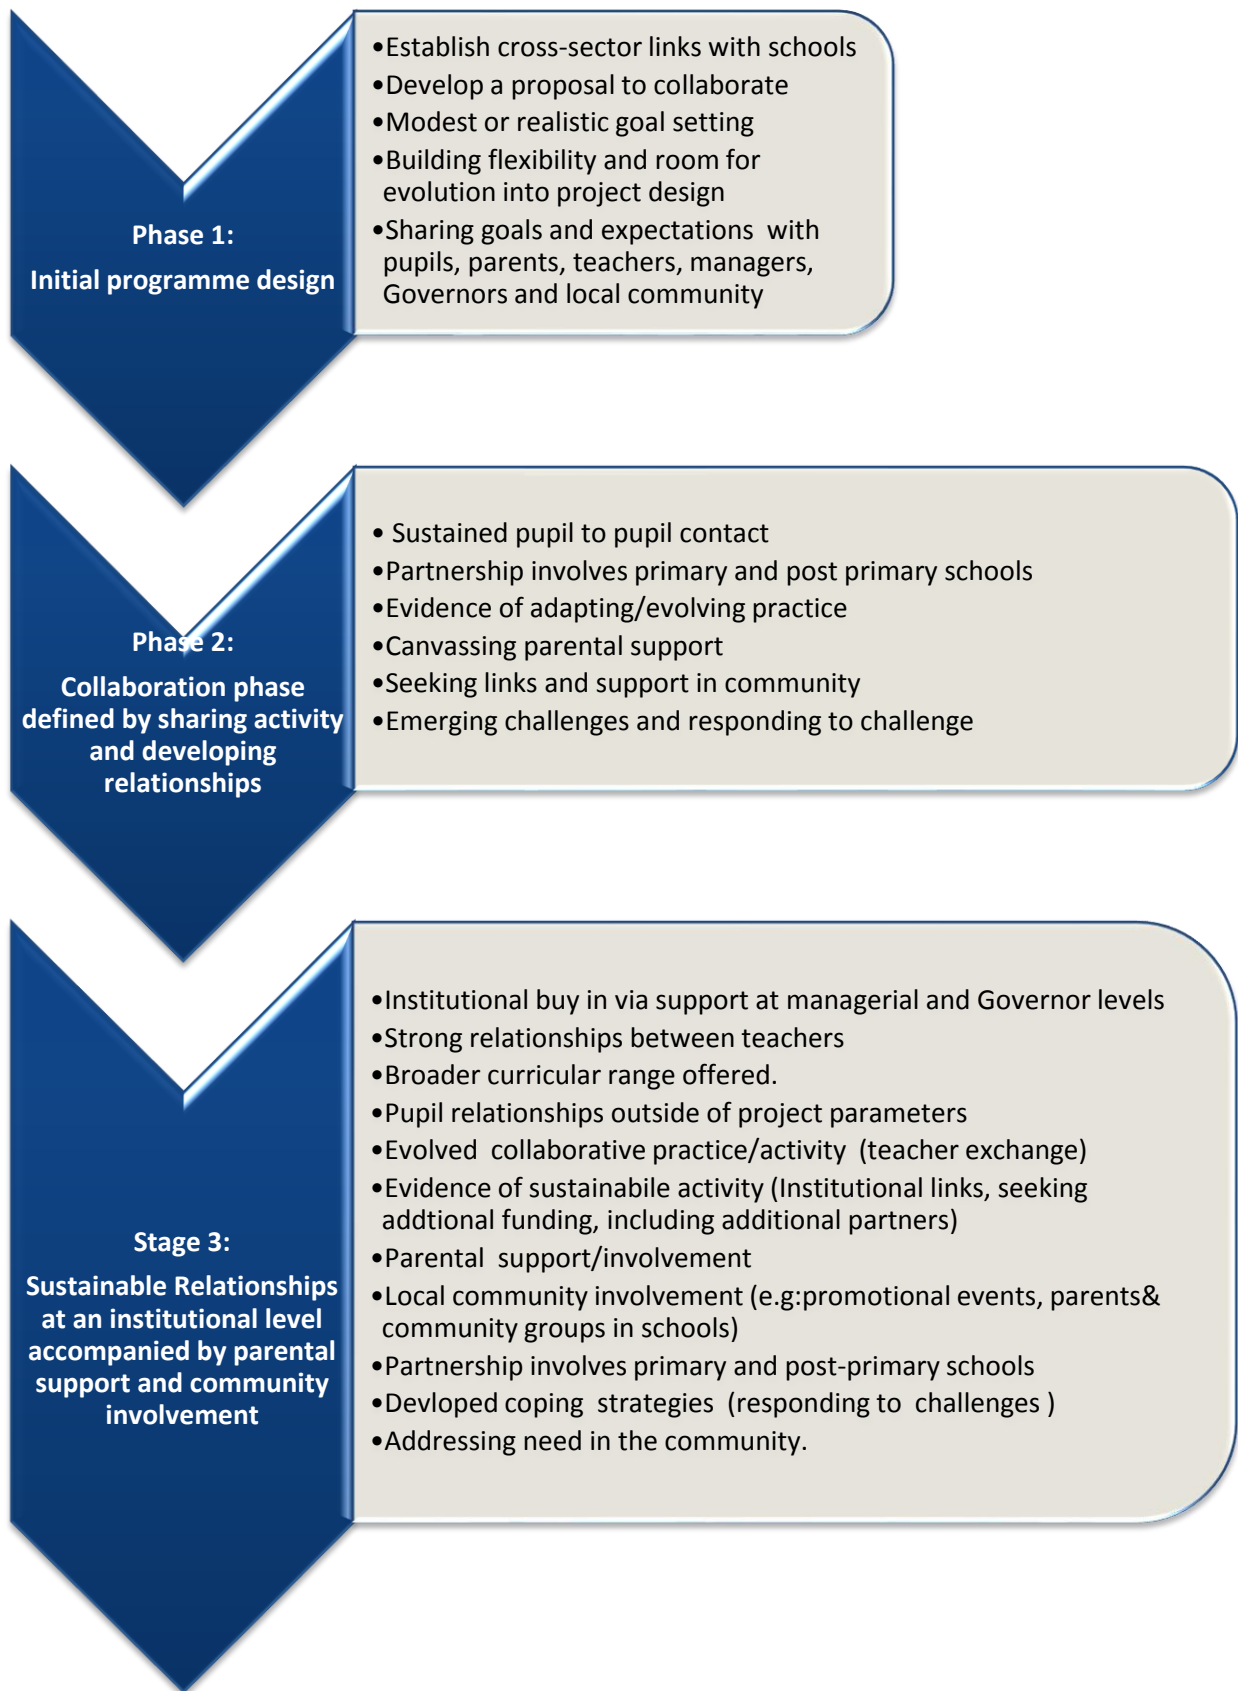 Phase 1:
Initial programme design
•Establish cross-sector links with schools
•Develop a proposal to collaborate
•Modest or realistic goal setting
•Building flexibility and room for
evolution into project design
•Sharing goals and expectations with
pupils, parents, teachers, managers,
Governors and local community
Phase 2:
Collaboration phase
defined by sharing activity
and developing
relationships
• Sustained pupil to pupil contact
•Partnership involves primary and post primary schools
•Evidence of adapting/evolving practice
•Canvassing parental support
•Seeking links and support in community
•Emerging challenges and responding to challenge
Stage 3:
Sustainable Relationships
at an institutional level
accompanied by parental
support and community
involvement
•Institutional buy in via support at managerial and Governor levels
•Strong relationships between teachers
•Broader curricular range offered.
•Pupil relationships outside of project parameters
•Evolved collaborative practice/activity (teacher exchange)
•Evidence of sustainabile activity (Institutional links, seeking
addtional funding, including additional partners)
•Parental support/involvement
•Local community involvement (e.g:promotional events, parents&
community groups in schools)
•Partnership involves primary and post-primary schools
•Devloped coping strategies (responding to challenges )
•Addressing need in the community.